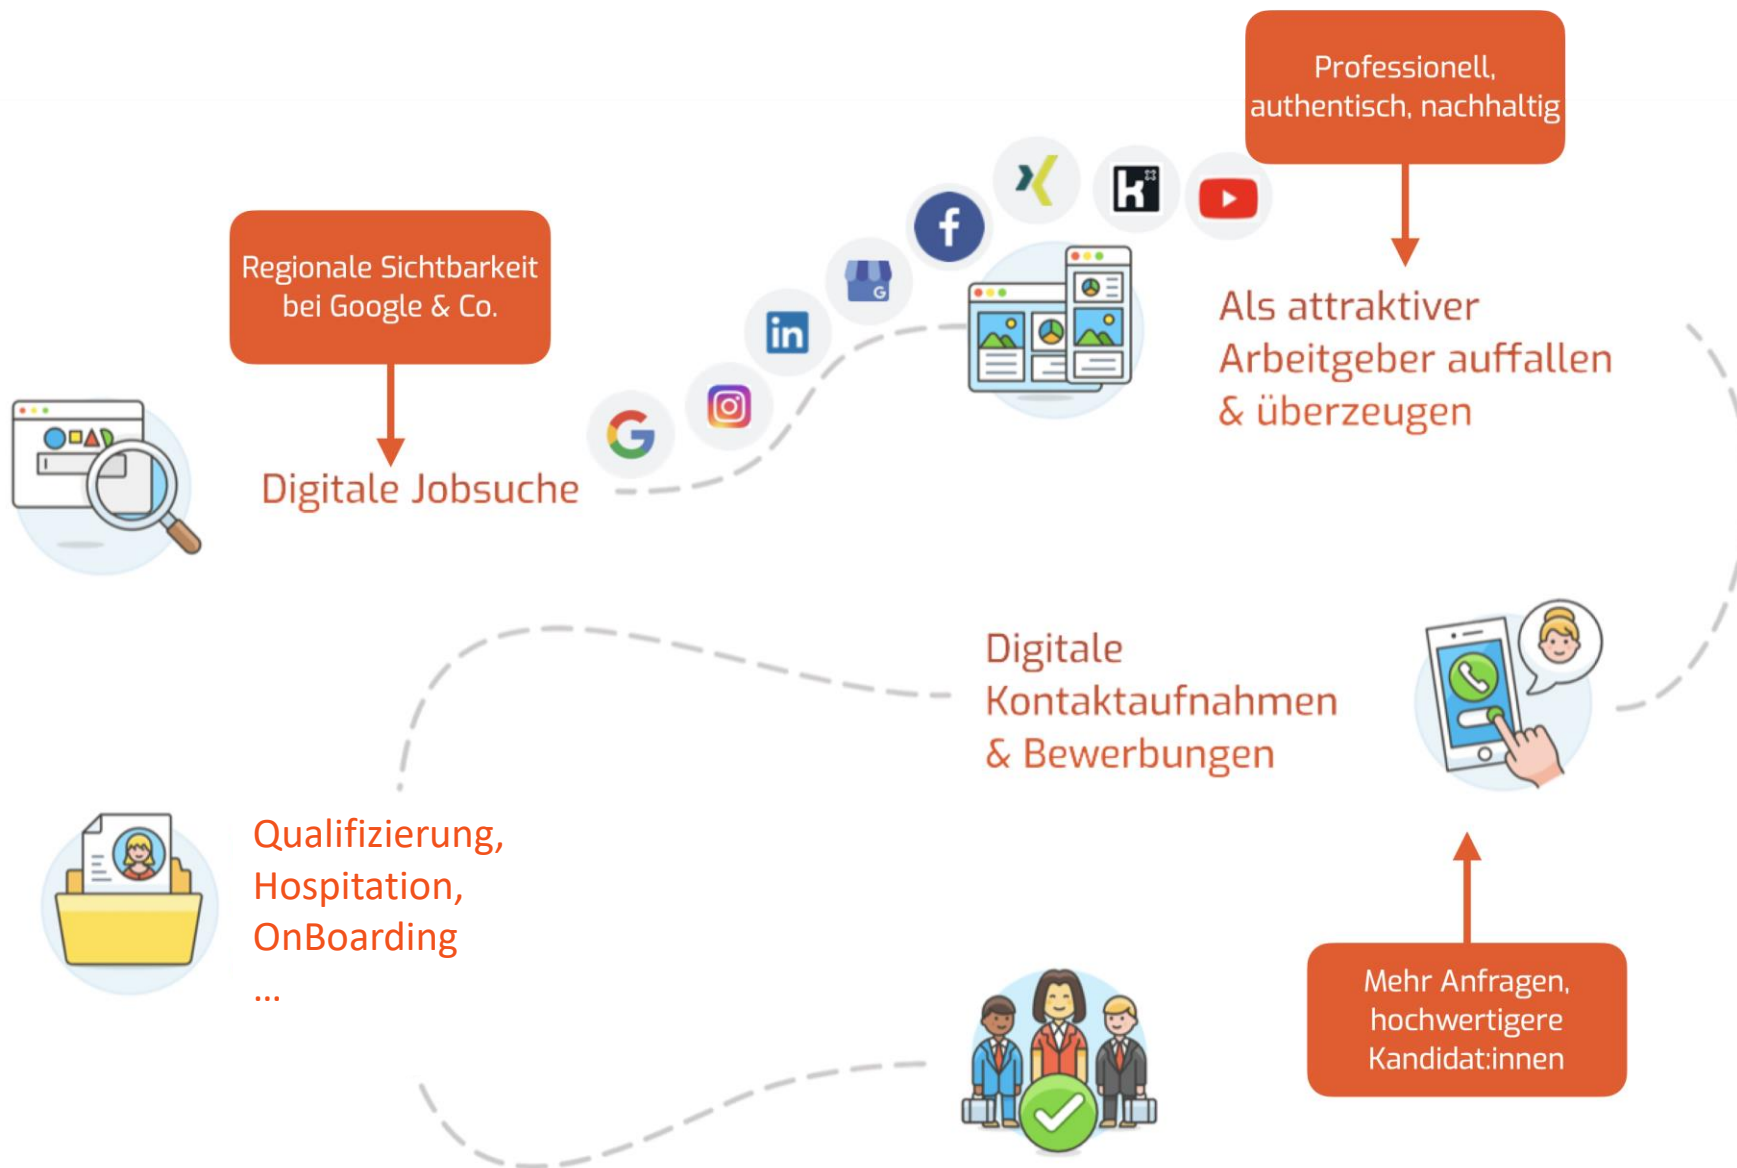 Professionell,
authentisch, nachhaltig
Regionale Sichtbarkeit
bei Google & Co.
Digitale Jobsuche
G
in
G
f
k
Als attraktiver
Arbeitgeber auffallen
& überzeugen
Digitale
Kontaktaufnahmen
& Bewerbungen
Qualifizierung,
Hospitation,
OnBoarding
...
Mehr Anfragen,
hochwertigere
Kandidat:innen